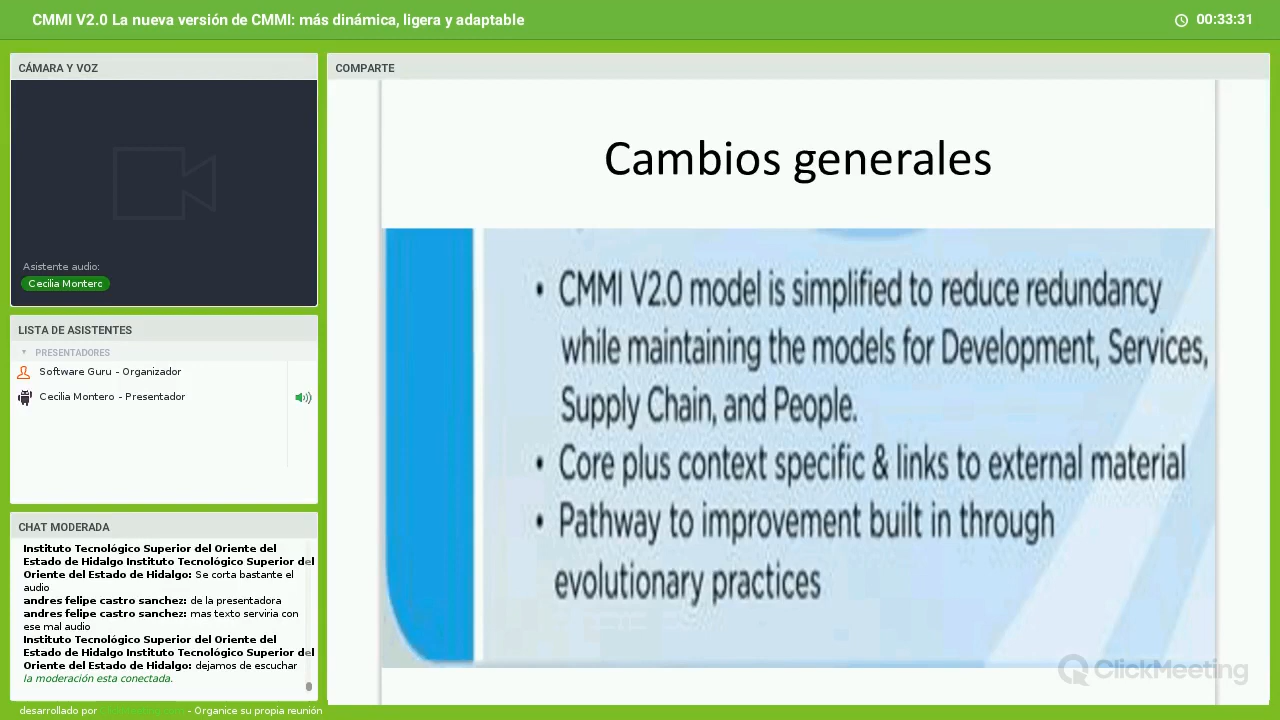 CMMI V2.0 La nueva versión de CMMI: más dinámica, ligera y adaptable
00:33:31
CÁMARA Y VOZ
Asistente audio:
Cecilia Montero
LISTA DE ASISTENTES
PRESENTADORES
Software Guru - Organizador
Cecilia Montero - Presentador
CHAT MODERADA
Instituto Tecnológico Superior del Oriente del
Estado de Hidalgo Instituto Tecnológico Superior del
Oriente del Estado de Hidalgo: Se corta bastante el
audio
andres felipe castro sanchez: de la presentadora
andres felipe castro sanchez: mas texto serviria con
ese mal audio
Instituto Tecnológico Superior del Oriente del
Estado de Hidalgo Instituto Tecnológico Superior del
Oriente del Estado de Hidalgo: dejamos de escuchar
la moderación esta conectada.
desarrollado por - Organice su propia reunión
COMPARTE
Cambios generales
• CMMI V2.0 model is simplified to reduce redundancy
while maintaining the models for Development, Services,
Supply Chain, and People.
• Core plus context specific & links to external material
• Pathway to improvement built in through
evolutionary practices
ClickMeeting